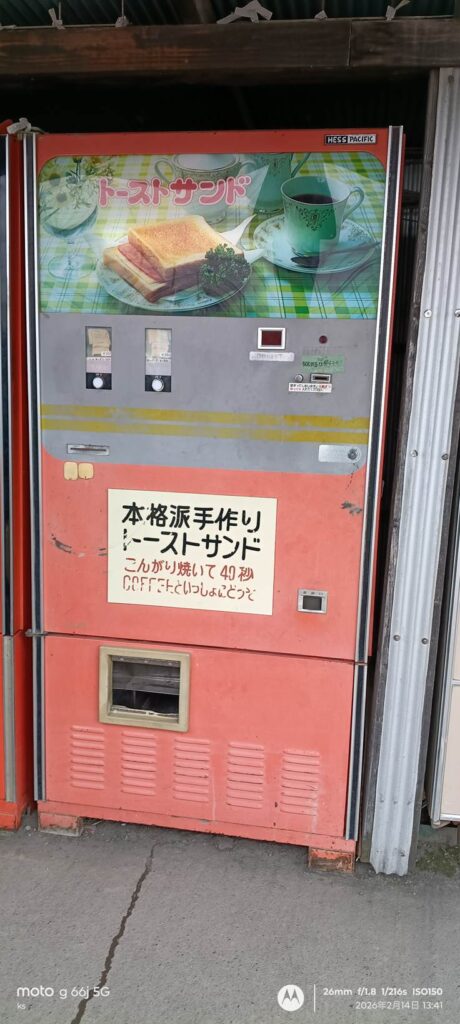 HESS PACIFIC
トーストサンド
本格派手作り
トーストサンド
こんがり焼いて40秒
COFFEEといっしょにどうぞ
moto g 66j 5G
ks
26mm f/1.8 1/216s ISO150
2026年2月14日 13:41